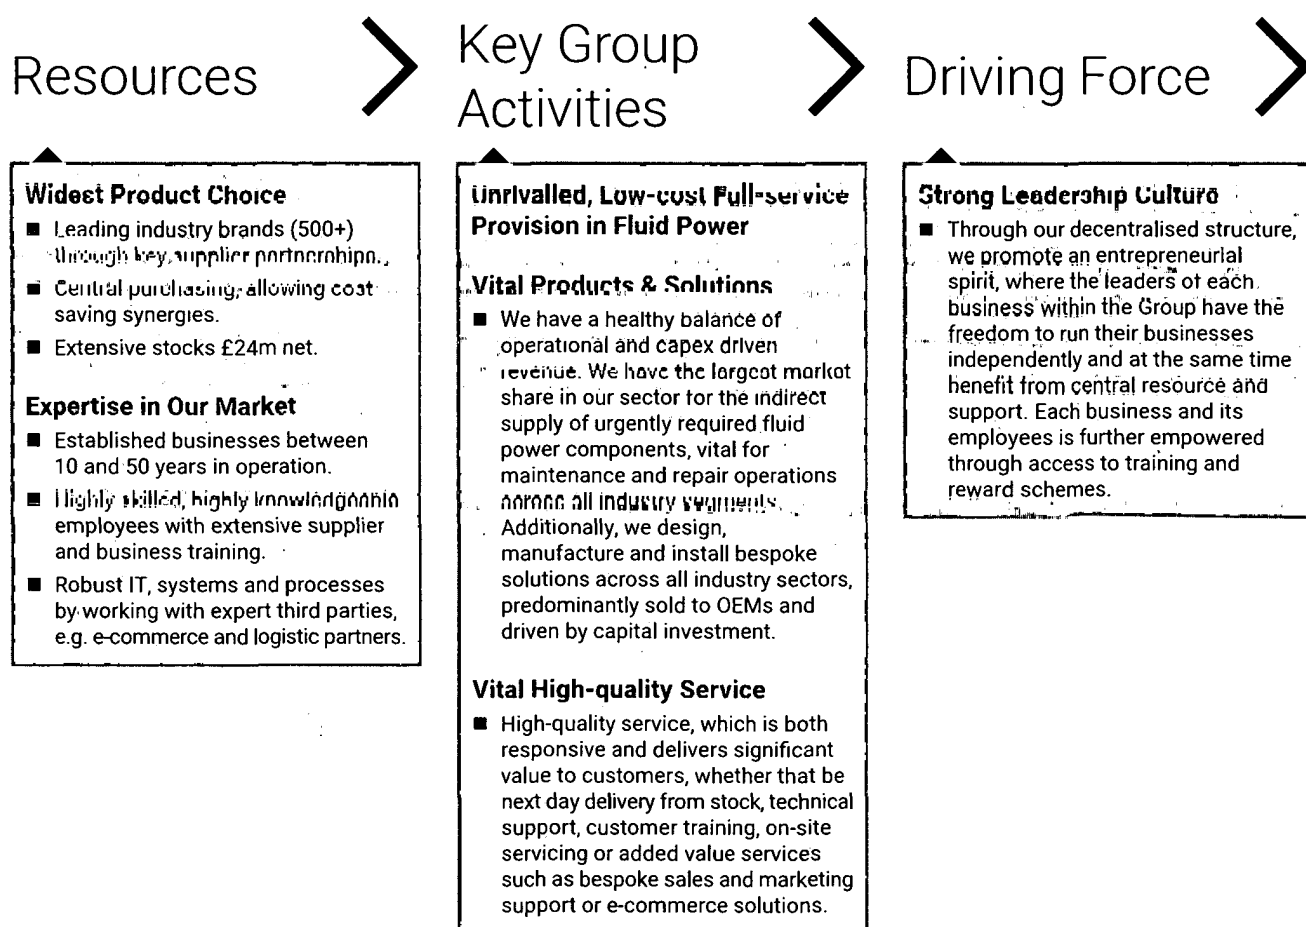 Resources
Widest Product Choice
■ Leading industry brands (500+)
through key supplier partnerships.
■ Central purchasing, allowing cost
saving synergies.
■ Extensive stocks £24m net.
Expertise in Our Market
■ Established businesses between
10 and 50 years in operation.
■ Highly skilled, highly knowledgeable
employees with extensive supplier
and business training.
■ Robust IT, systems and processes
by working with expert third parties,
e.g. e-commerce and logistic partners.
Key Group
Activities
Unrivalled, Low-cost Full-service
Provision in Fluid Power
Vital Products & Solutions
■ We have a healthy balance of
operational and capex driven
revenue. We have the largest market
share in our sector for the indirect
supply of urgently required fluid
power components, vital for
maintenance and repair operations
across all industry segments.
Additionally, we design,
manufacture and install bespoke
solutions across all industry sectors,
predominantly sold to OEMs and
driven by capital investment.
Vital High-quality Service
■ High-quality service, which is both
responsive and delivers significant
value to customers, whether that be
next day delivery from stock, technical
support, customer training, on-site
servicing or added value services
such as bespoke sales and marketing
support or e-commerce solutions.
Driving Force
Strong Leadership Culture
■ Through our decentralised structure,
we promote an entrepreneurial
spirit, where the leaders of each
business within the Group have the
freedom to run their businesses
independently and at the same time
benefit from central resource and
support. Each business and its
employees is further empowered
through access to training and
reward schemes.